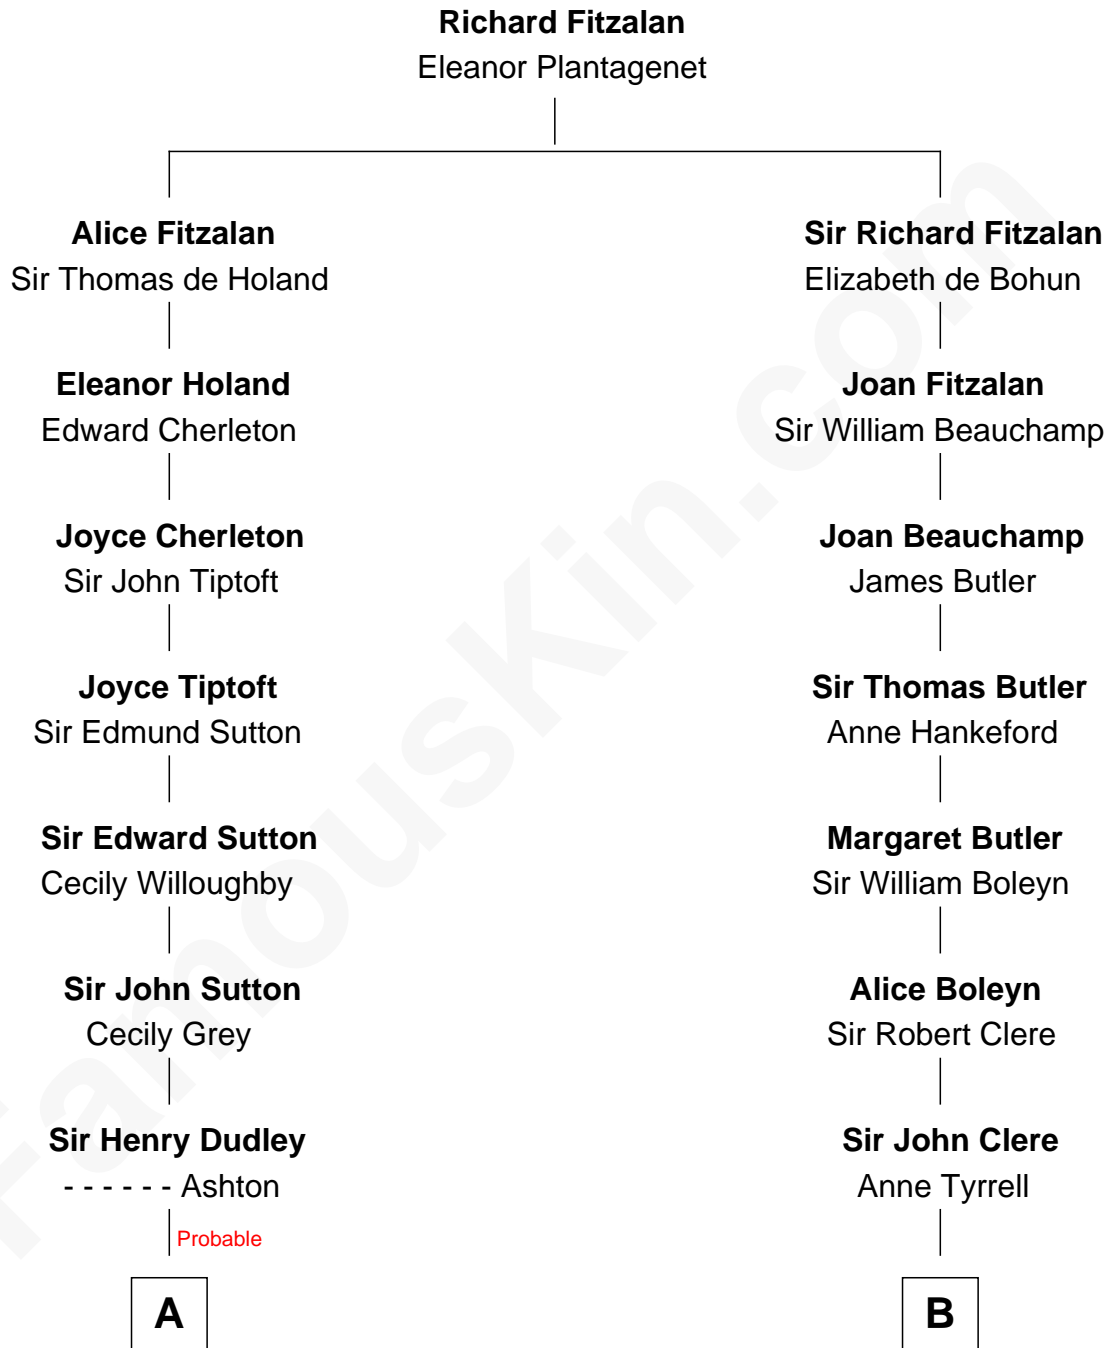 Richard Fitzalan
Eleanor Plantagenet
Alice Fitzalan
Sir Thomas de Holand
Sir Richard Fitzalan
Elizabeth de Bohun
Eleanor Holand
Edward Cherleton
Joan Fitzalan
Sir William Beauchamp
Joyce Cherleton
Sir John Tiptoft
Joan Beauchamp
James Butler
Joyce Tiptoft
Sir Edmund Sutton
Sir Thomas Butler
Anne Hankeford
Sir Edward Sutton
Cecily Willoughby
Margaret Butler
Sir William Boleyn
Sir John Sutton
Cecily Grey
Alice Boleyn
Sir Robert Clere
Sir Henry Dudley
- - - - - - Ashton
Sir John Clere
Anne Tyrrell
Probable
A
B
FamousKin.com